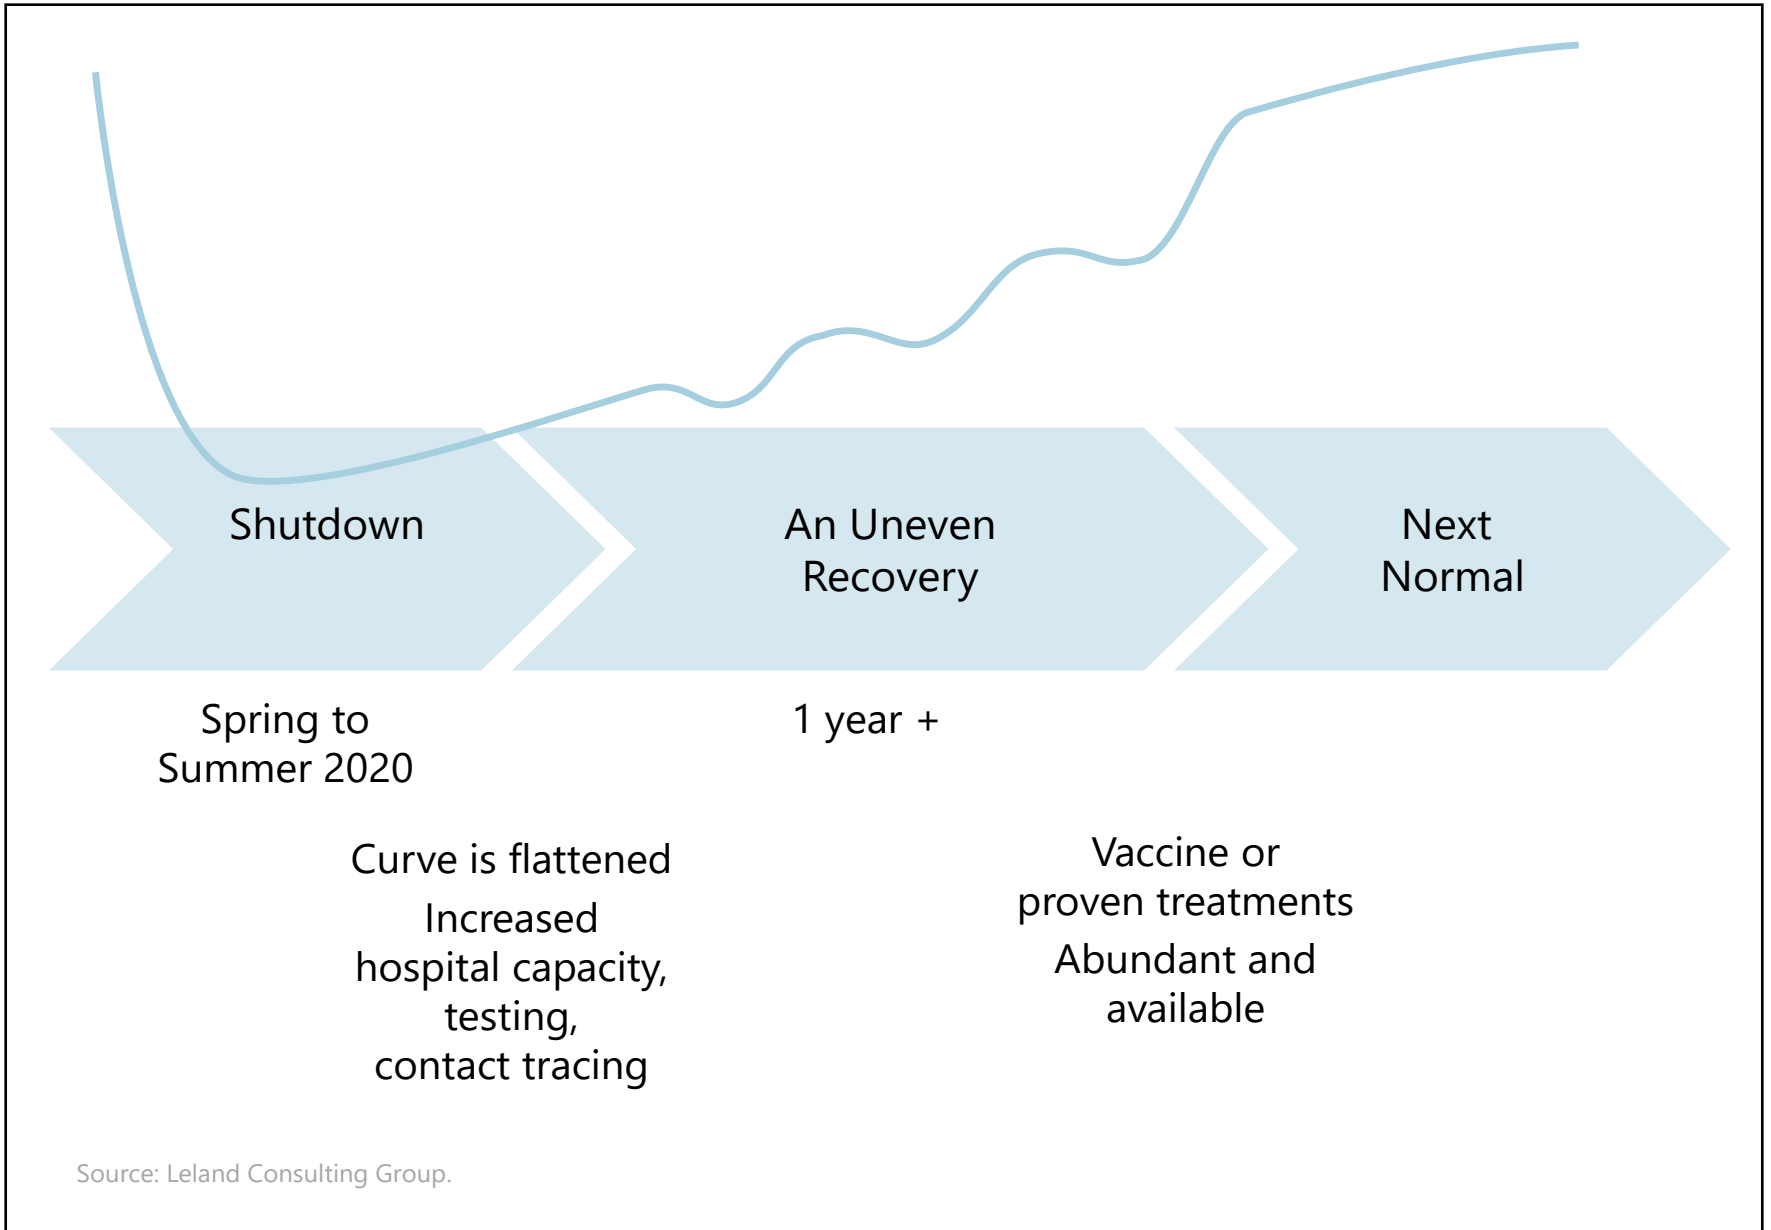 Shutdown
An Uneven
Recovery
Next
Normal
Spring to
Summer 2020
1 year +
Curve is flattened
Increased
hospital capacity,
testing,
contact tracing
Vaccine or
proven treatments
Abundant and
available
Source: Leland Consulting Group.